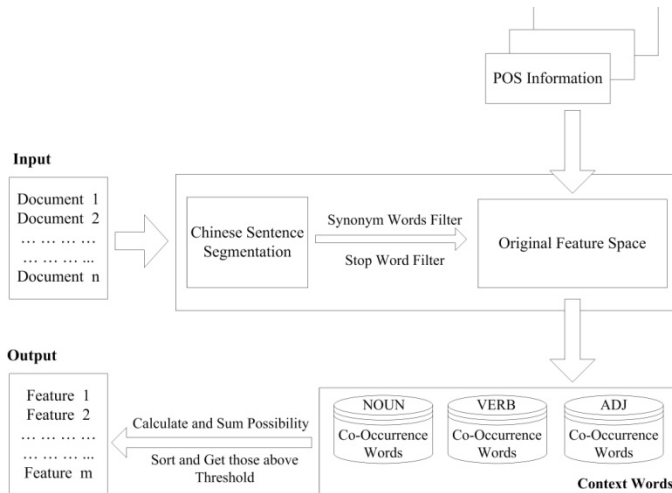 POS Information
Input
Document 1
Document 2
... ... ... ...
... ... ... ...
Document n
Chinese Sentence
Segmentation
Synonym Words Filter
Stop Word Filter
Original Feature Space
Output
Feature 1
Feature 2
... ... ... ...
... ... ... ...
Feature m
Calculate and Sum Possibility
Sort and Get those above
Threshold
NOUN
Co-Occurrence
Words
VERB
Co-Occurrence
Words
ADJ
Co-Occurrence
Words
Context Words